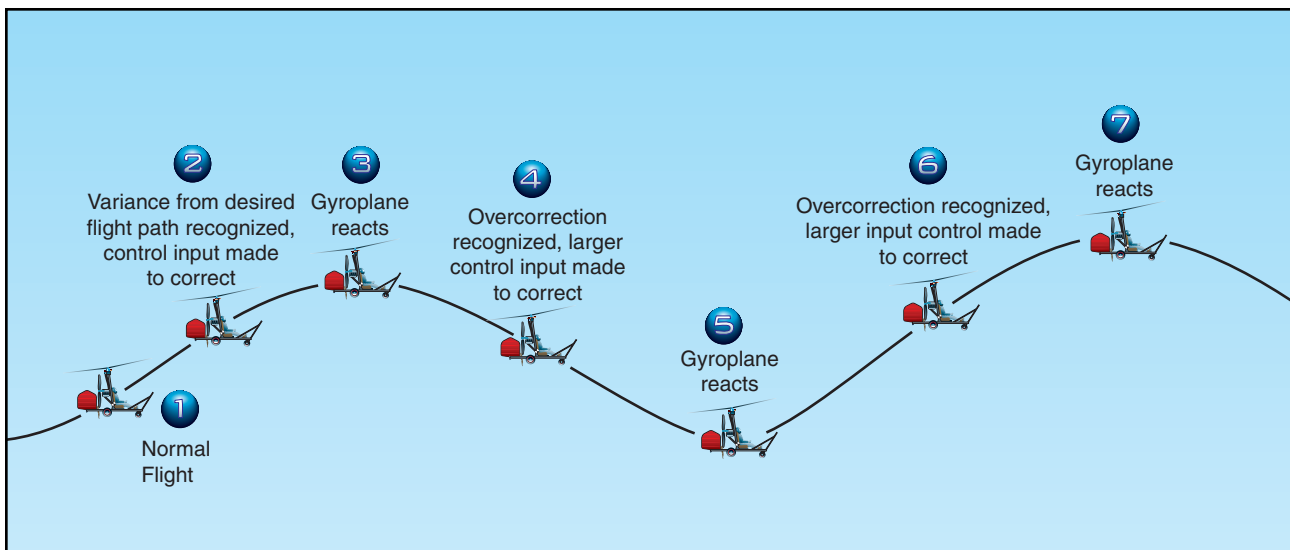 1
Normal
Flight
2
Variance from desired
flight path recognized,
control input made
to correct
3
Gyroplane
reacts
4
Overcorrection
recognized, larger
control input made
to correct
5
Gyroplane
reacts
6
Overcorrection recognized,
larger input control made
to correct
7
Gyroplane
reacts